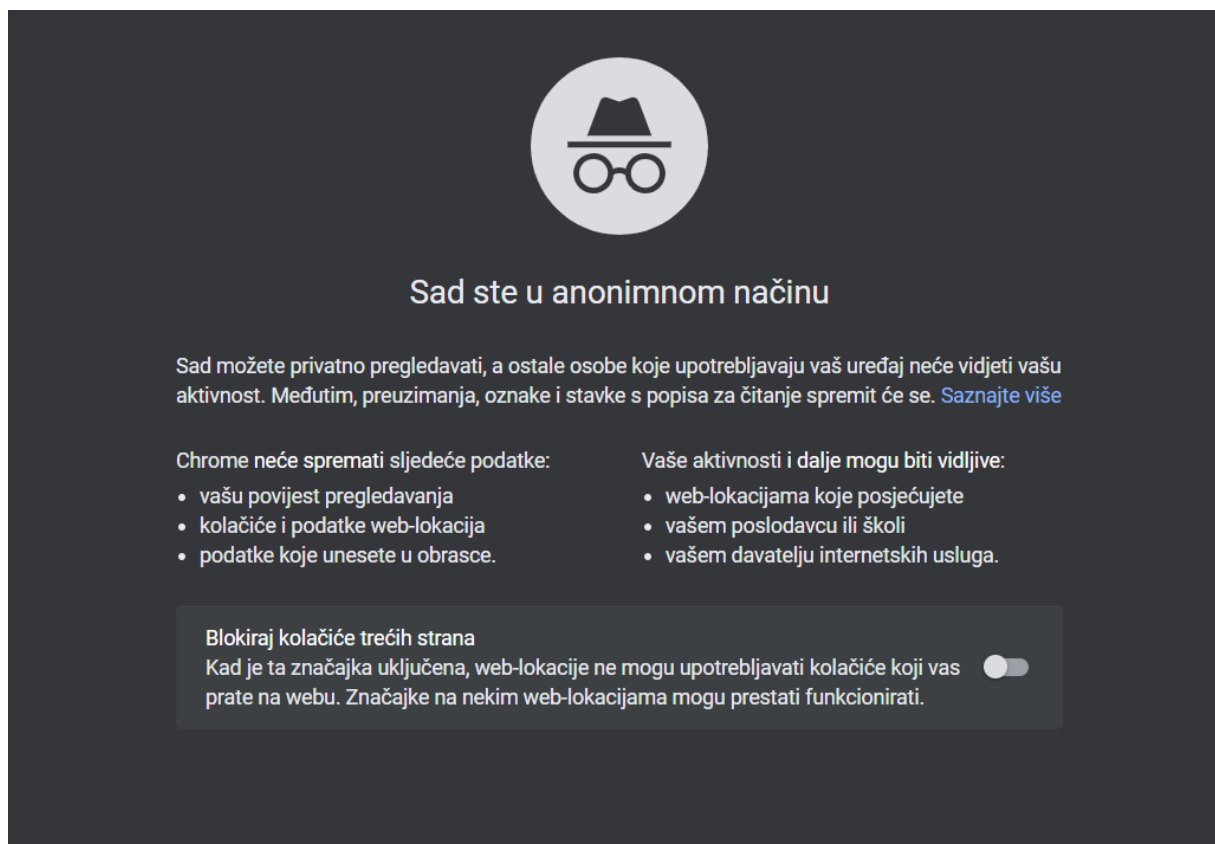 Sad ste u anonimnom načinu
Sad možete privatno pregledavati, a ostale osobe koje upotrebljavaju vaš uređaj neće vidjeti vašu
aktivnost. Međutim, preuzimanja, oznake i stavke s popisa za čitanje spremit će se. Saznajte više
Chrome neće spremati sljedeće podatke:
• vašu povijest pregledavanja
• kolačiće i podatke web-lokacija
• podatke koje unesete u obrasce.
Vaše aktivnosti i dalje mogu biti vidljive:
• web-lokacijama koje posjećujete
• vašem poslodavcu ili školi
• vašem davatelju internetskih usluga.
Blokiraj kolačiće trećih strana
Kad je ta značajka uključena, web-lokacije ne mogu upotrebljavati kolačiće koji vas
prate na webu. Značajke na nekim web-lokacijama mogu prestati funkcionirati.